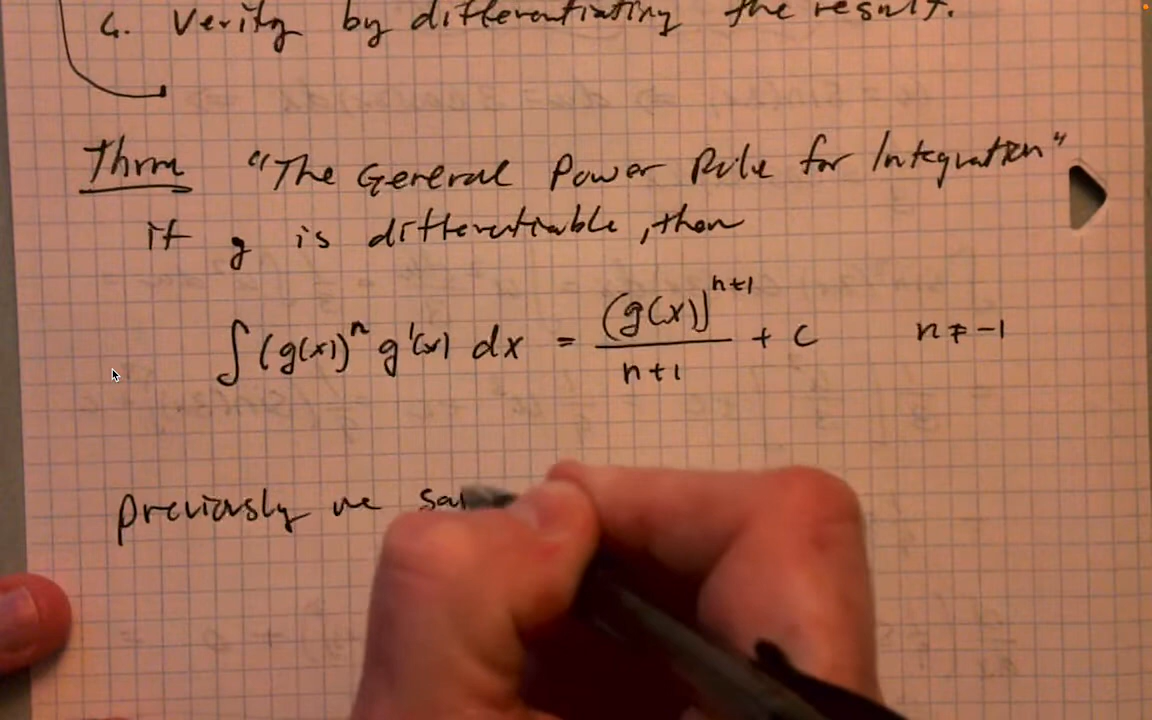 4. Verify by differentiating the result.
Thrm "The General Power Rule for Integration"
if g is differentiable, then
∫ (g(x))^n g'(x) dx = (g(x))^{n+1} / (n+1) + C    n ≠ -1
previously we sa